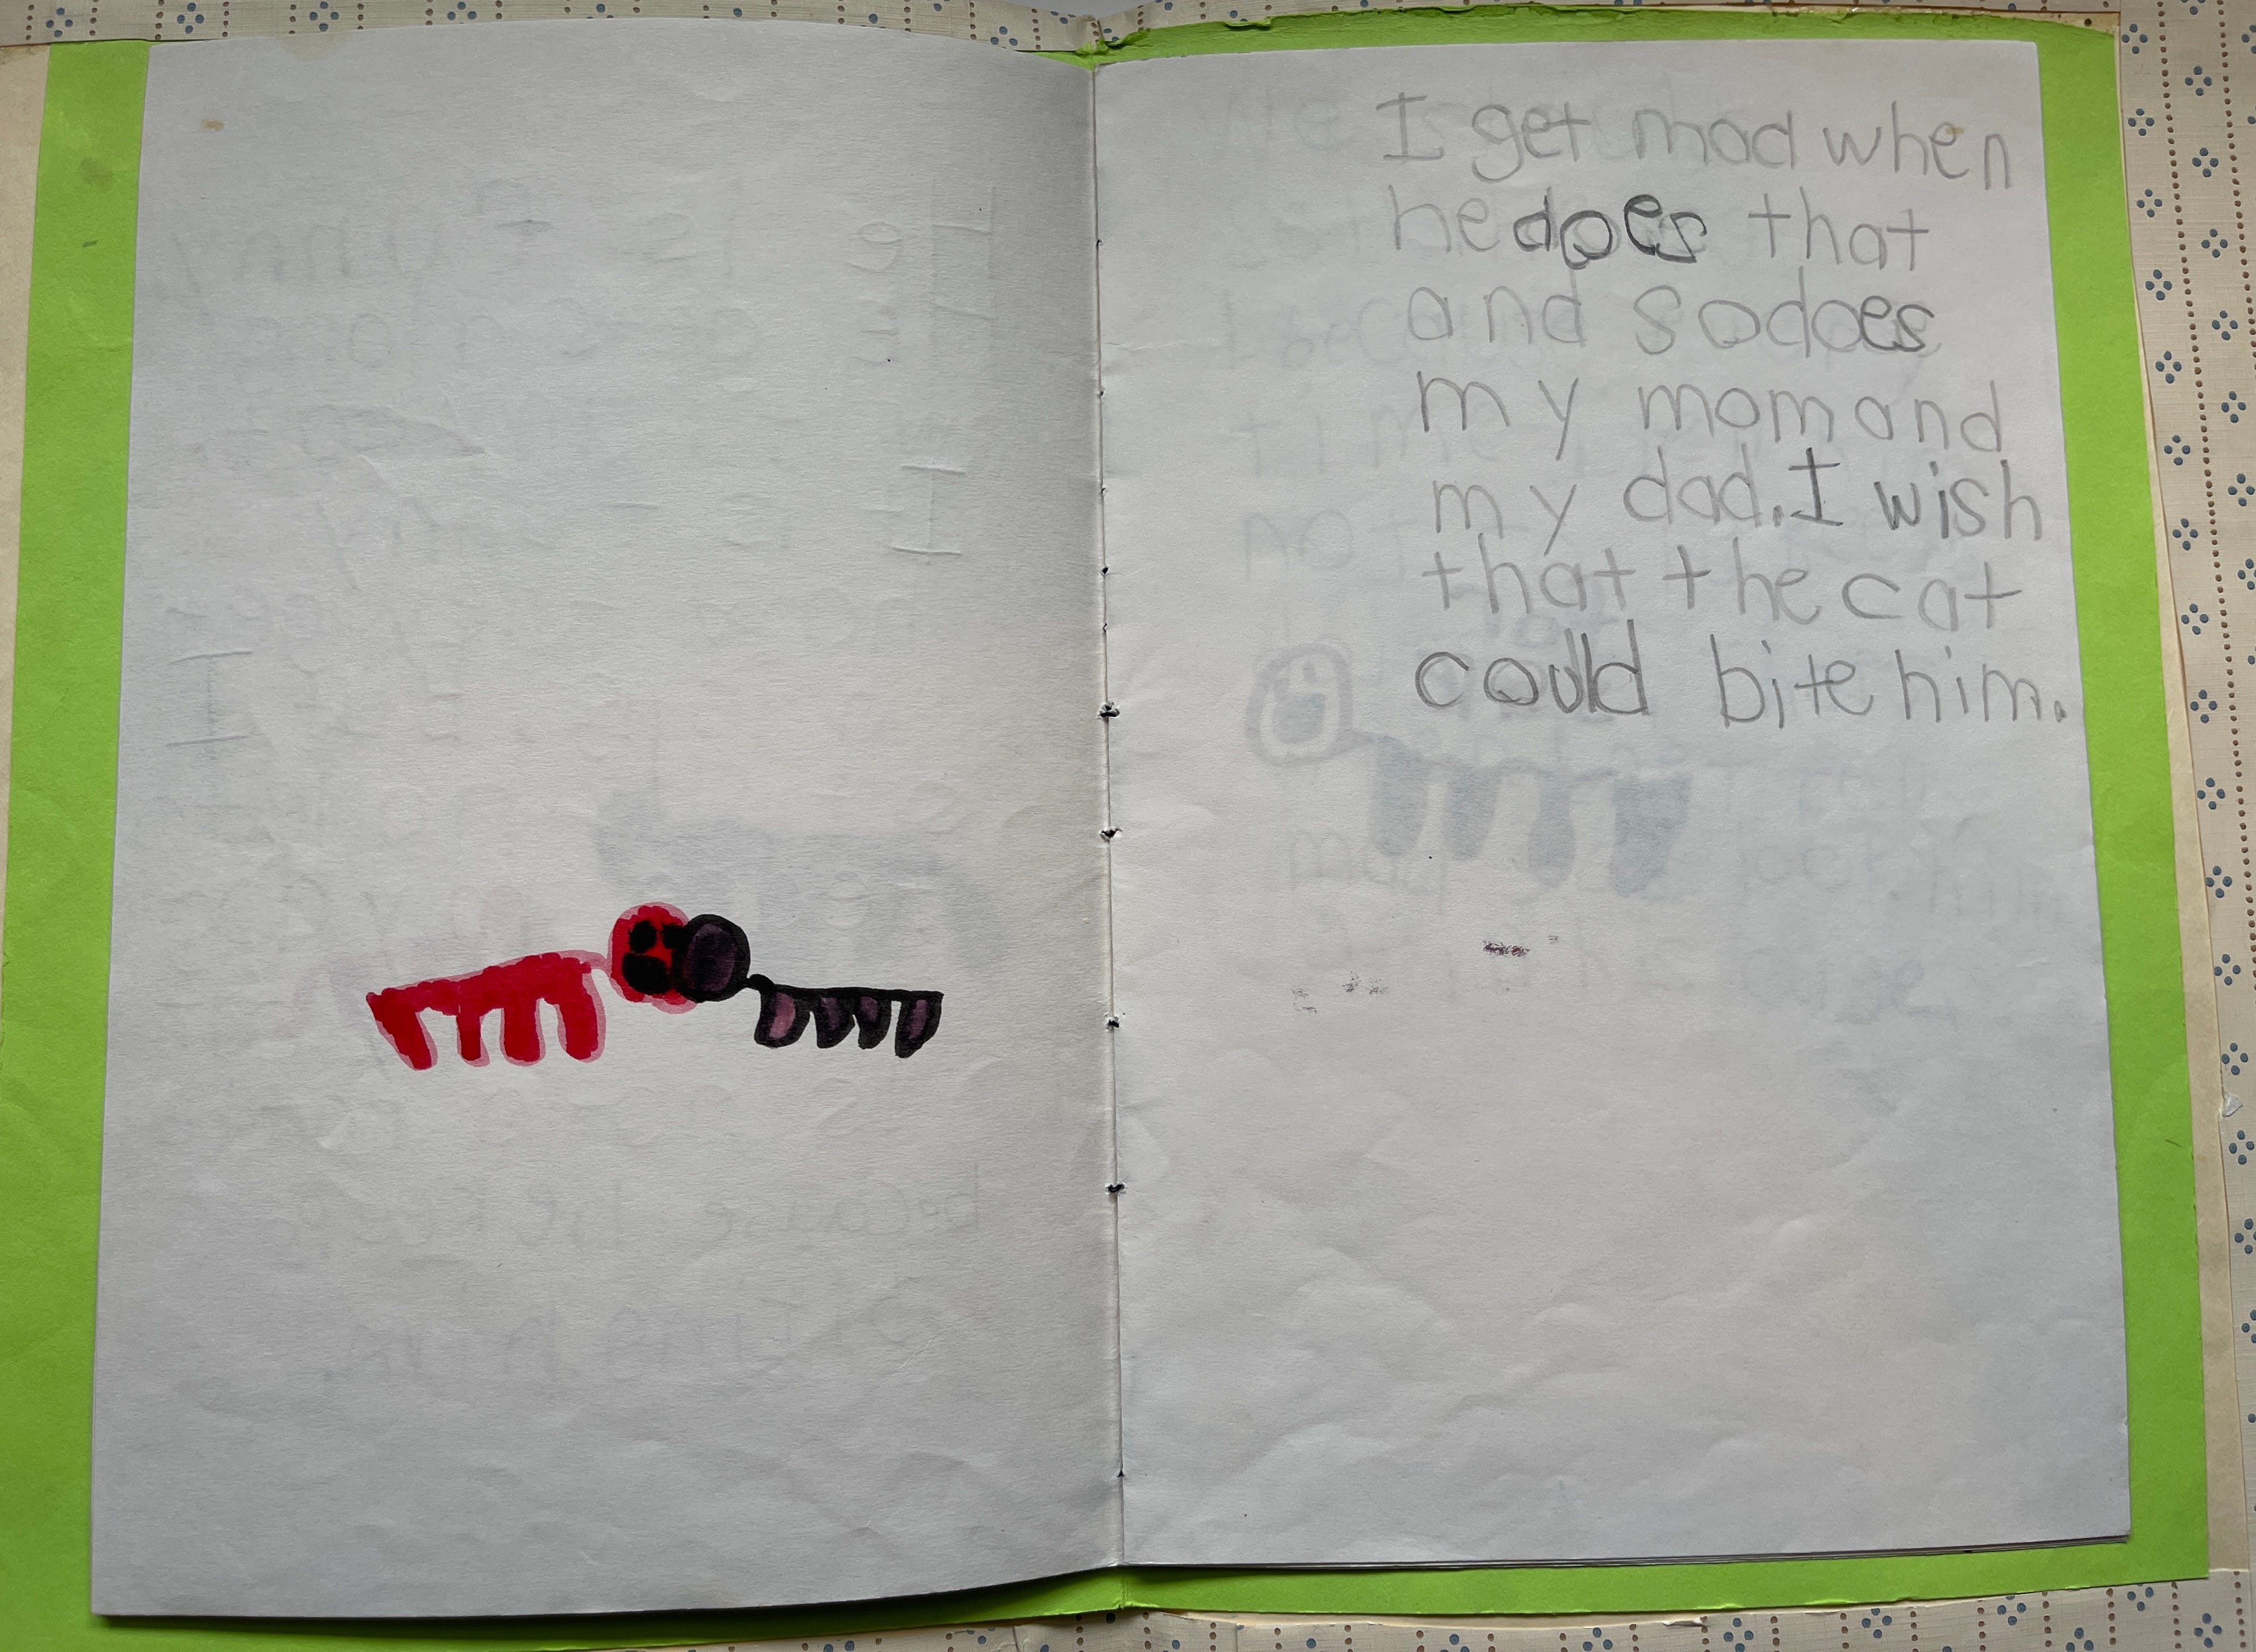 I get mad when
he does that
and so does
my mom and
my dad. I wish
that the cat
could bite him.